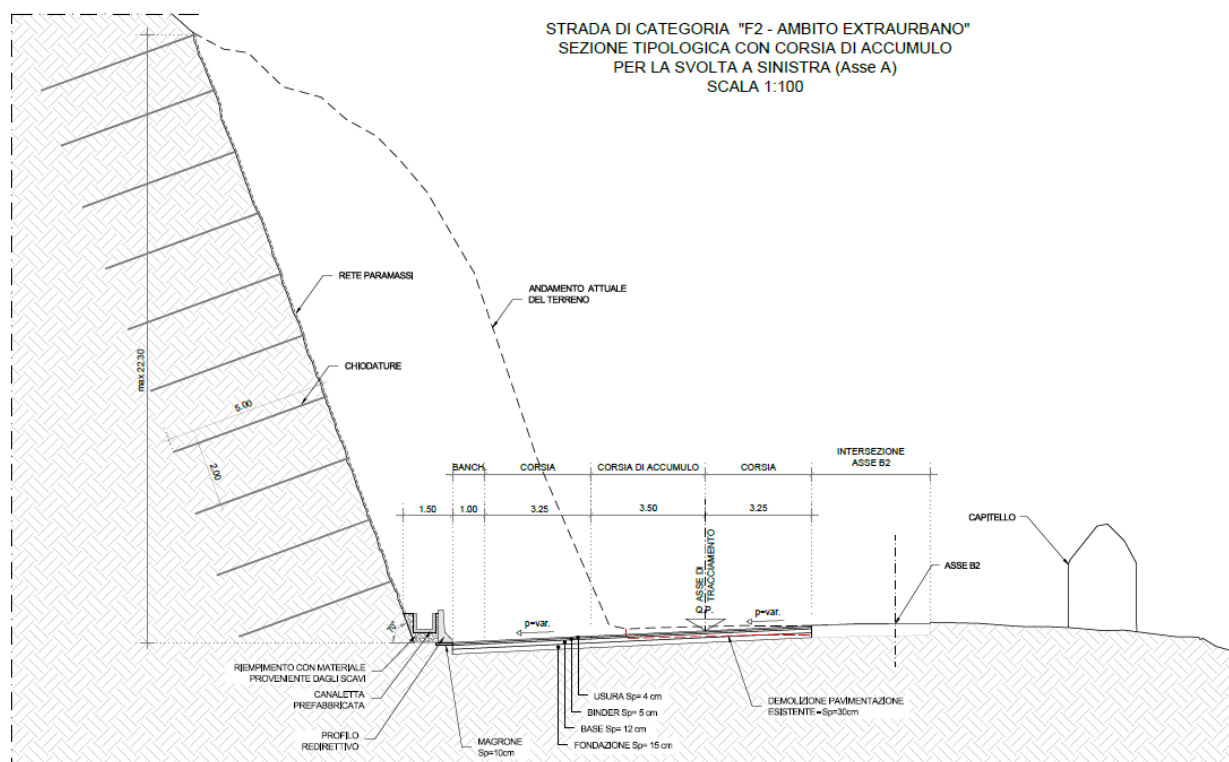 STRADA DI CATEGORIA "F2 - AMBITO EXTRAURBANO"
SEZIONE TIPOLOGICA CON CORSIA DI ACCUMULO
PER LA SVOLTA A SINISTRA (Asse A)
SCALA 1:100
RETE PARAMASSI
ANDAMENTO ATTUALE
DEL TERRENO
CHIODATURE
max 22.30
5.00
2.00
INTERSEZIONE
ASSE B2
BANCH.
CORSIA
CORSIA DI ACCUMULO
CORSIA
1.50
1.00
3.25
3.50
3.25
CAPITELLO
ASSE DI
TRACCIAMENTO
Q.P.
ASSE B2
p=var.
p=var.
70°
RIEMPIMENTO CON MATERIALE
PROVENIENTE DAGLI SCAVI
CANALETTA
PREFABBRICATA
PROFILO
REDIRETTIVO
MAGRONE
Sp=10cm
USURA Sp= 4 cm
BINDER Sp= 5 cm
BASE Sp= 12 cm
FONDAZIONE Sp= 15 cm
DEMOLIZIONE PAVIMENTAZIONE
ESISTENTE - Sp=30cm